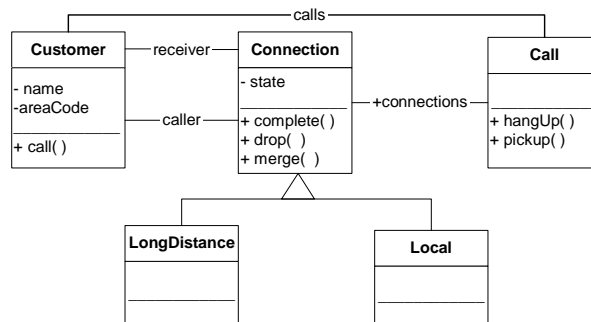 calls
Customer
- name
-areaCode
+ call( )
receiver
caller
Connection
- state
+ complete( )
+ drop( )
+ merge( )
+connections
Call
+ hangUp( )
+ pickup( )
LongDistance
Local